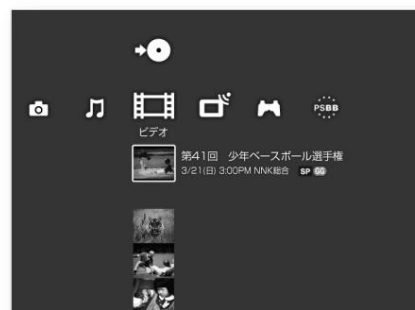 PSBB
ビデオ
第41回 少年ベースボール選手権
3/21(日) 3:00PM NNK総合 SP GG